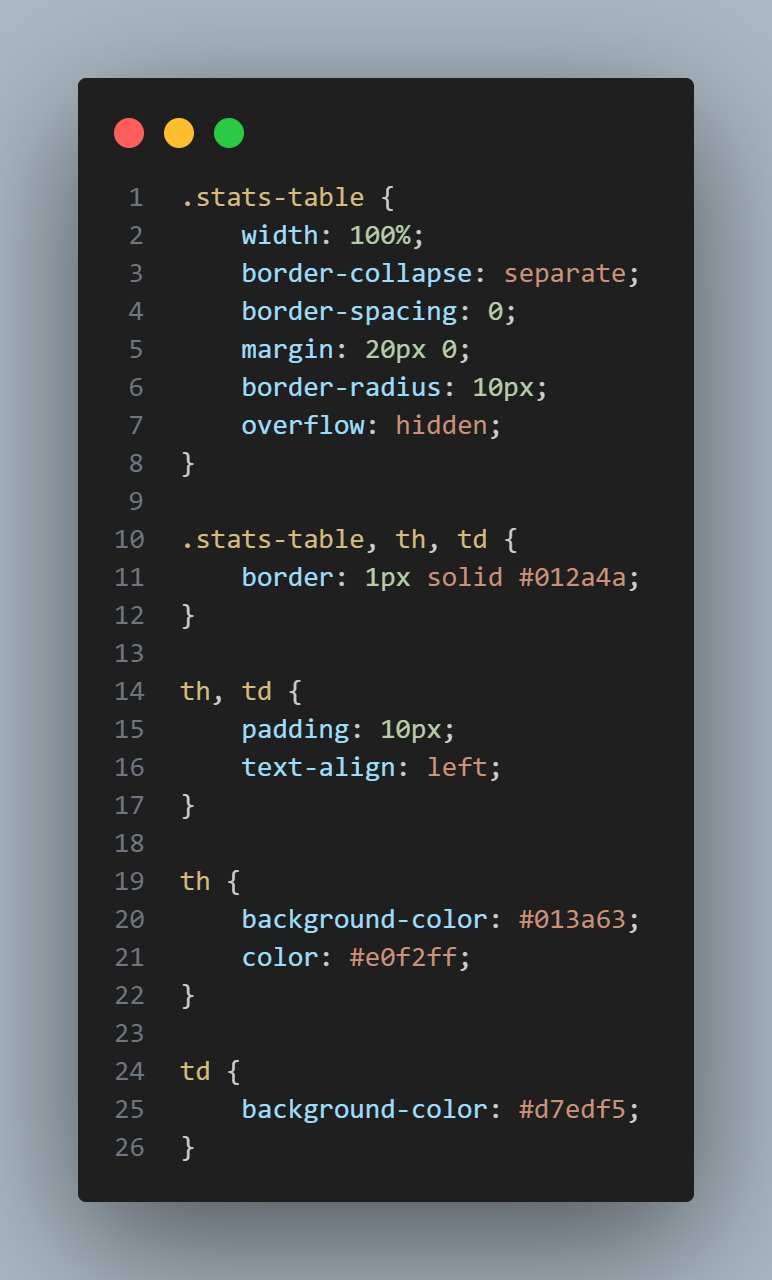 1 .stats-table {
2     width: 100%;
3     border-collapse: separate;
4     border-spacing: 0;
5     margin: 20px 0;
6     border-radius: 10px;
7     overflow: hidden;
8 }
9
10 .stats-table, th, td {
11     border: 1px solid #012a4a;
12 }
13
14 th, td {
15     padding: 10px;
16     text-align: left;
17 }
18
19 th {
20     background-color: #013a63;
21     color: #e0f2ff;
22 }
23
24 td {
25     background-color: #d7edf5;
26 }